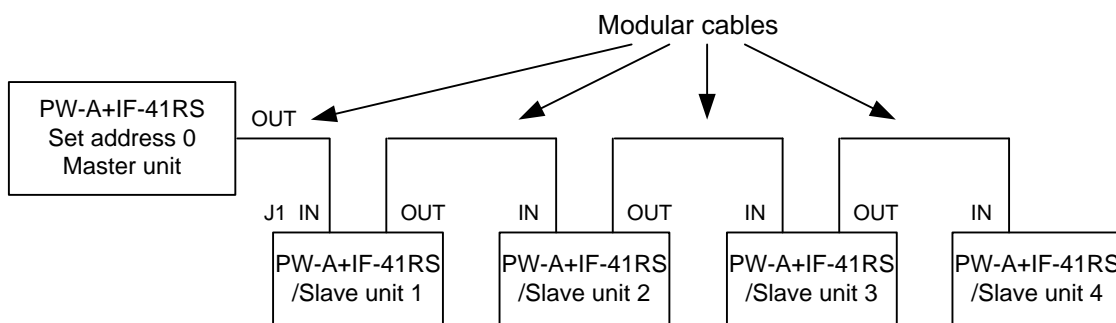 Modular cables
PW-A+IF-41RS
Set address 0
Master unit
OUT
J1 IN
OUT
IN
OUT
IN
OUT
IN
PW-A+IF-41RS
/Slave unit 1
PW-A+IF-41RS
/Slave unit 2
PW-A+IF-41RS
/Slave unit 3
PW-A+IF-41RS
/Slave unit 4